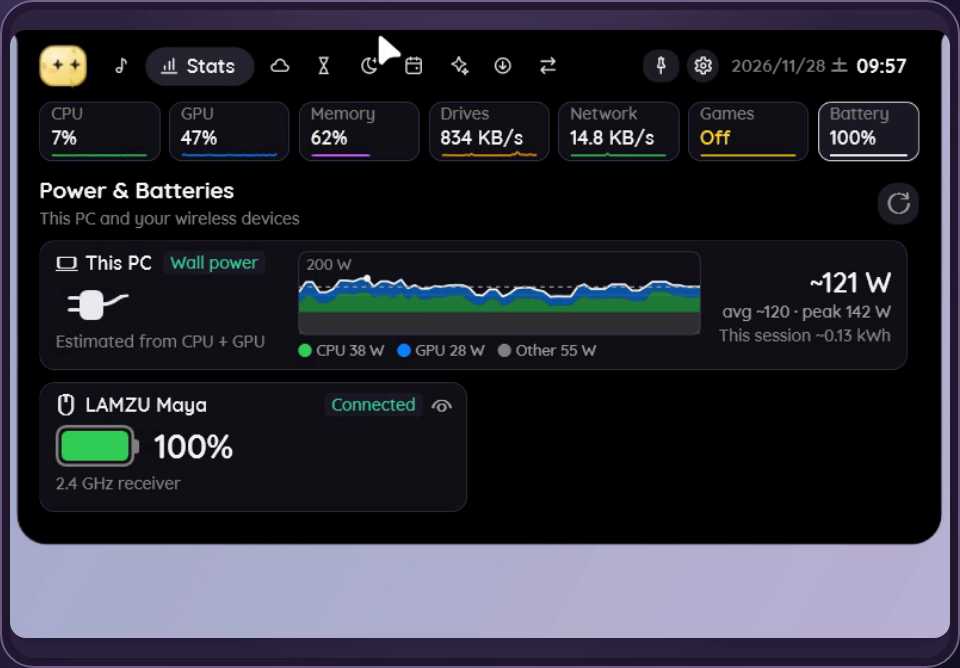 Stats
2026/11/28 土 09:57
CPU
7%
GPU
47%
Memory
62%
Drives
834 KB/s
Network
14.8 KB/s
Games
Off
Battery
100%
Power & Batteries
This PC and your wireless devices
This PC Wall power
Estimated from CPU + GPU
200 W
CPU 38 W GPU 28 W Other 55 W
~121 W
avg ~120 · peak 142 W
This session ~0.13 kWh
LAMZU Maya Connected
100%
2.4 GHz receiver